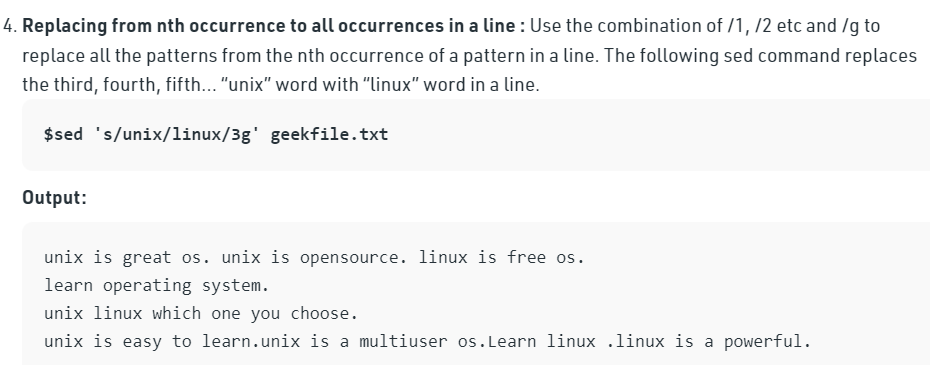 4. Replacing from nth occurrence to all occurrences in a line : Use the combination of /1, /2 etc and /g to
replace all the patterns from the nth occurrence of a pattern in a line. The following sed command replaces
the third, fourth, fifth… “unix” word with “linux” word in a line.
$sed 's/unix/linux/3g' geekfile.txt
Output:
unix is great os. unix is opensource. linux is free os.
learn operating system.
unix linux which one you choose.
unix is easy to learn.unix is a multiuser os.Learn linux .linux is a powerful.